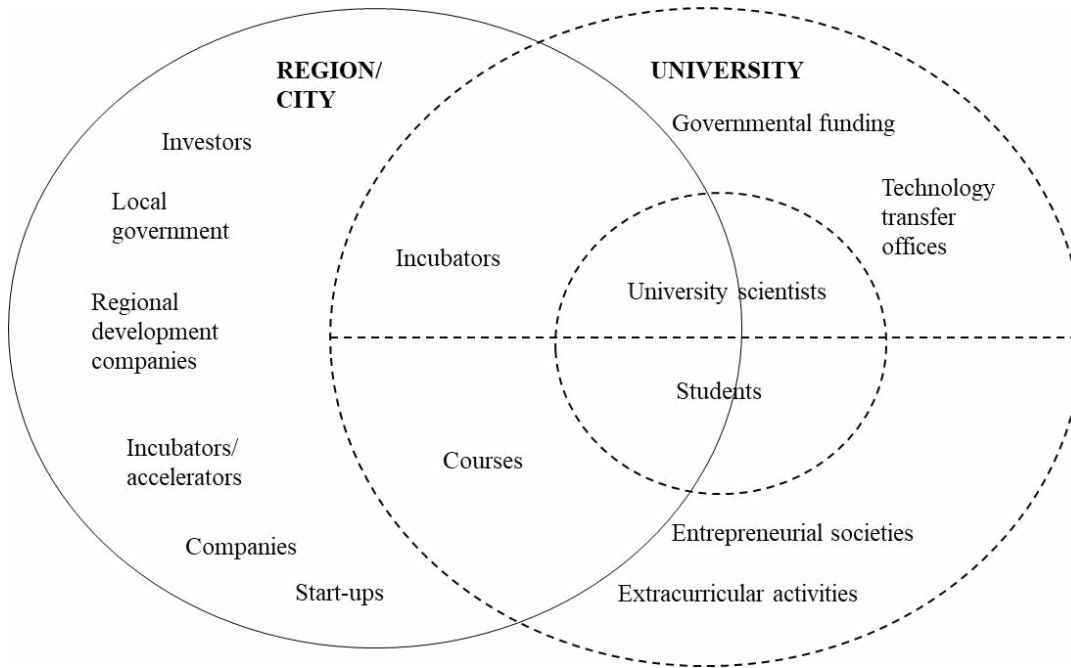 REGION/
CITY
Investors
Local
government
Regional
development
companies
Incubators/
accelerators
Companies
Start-ups
Incubators
Courses
UNIVERSITY
Governmental funding
Technology
transfer
offices
University scientists
Students
Entrepreneurial societies
Extracurricular activities